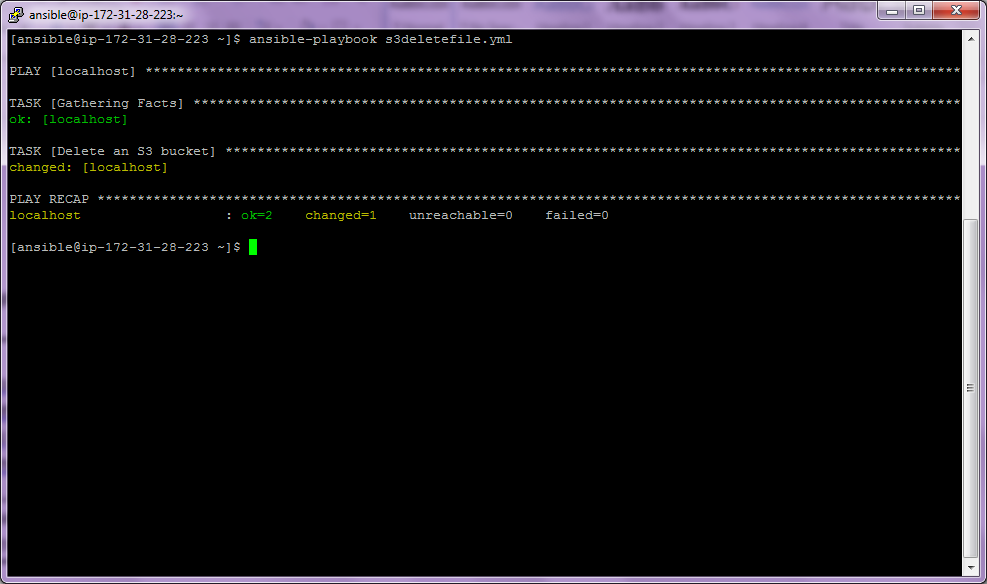 ansible@ip-172-31-28-223:~
[ansible@ip-172-31-28-223 ~]$ ansible-playbook s3deletefile.yml
PLAY [localhost] ******************************************************************************************************
TASK [Gathering Facts] ************************************************************************************************
ok: [localhost]
TASK [Delete an S3 bucket] ********************************************************************************************
changed: [localhost]
PLAY RECAP ************************************************************************************************************
localhost                  : ok=2    changed=1    unreachable=0    failed=0
[ansible@ip-172-31-28-223 ~]$